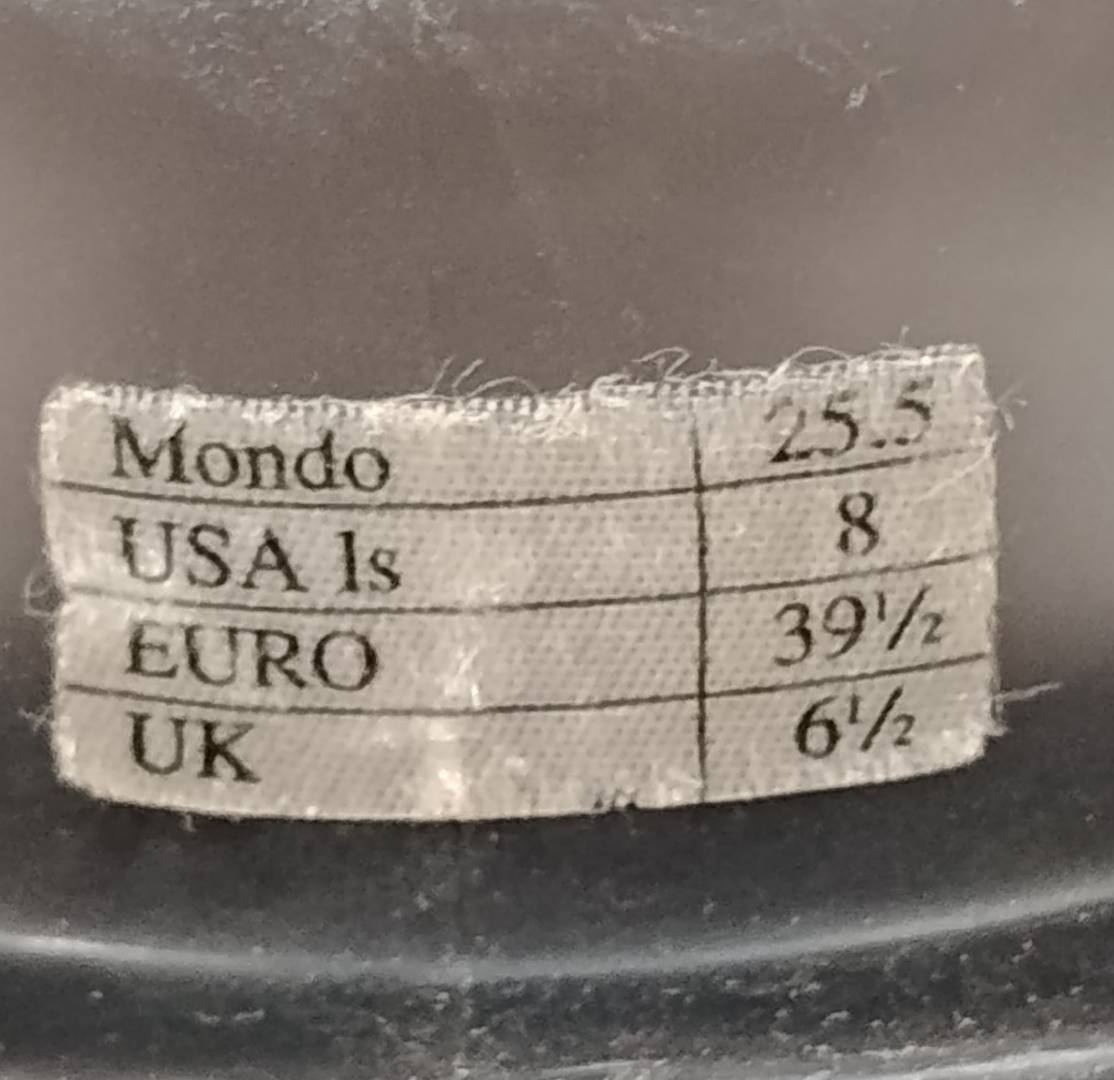 Mondo 25.5
USA ls 8
EURO 39½
UK 6½